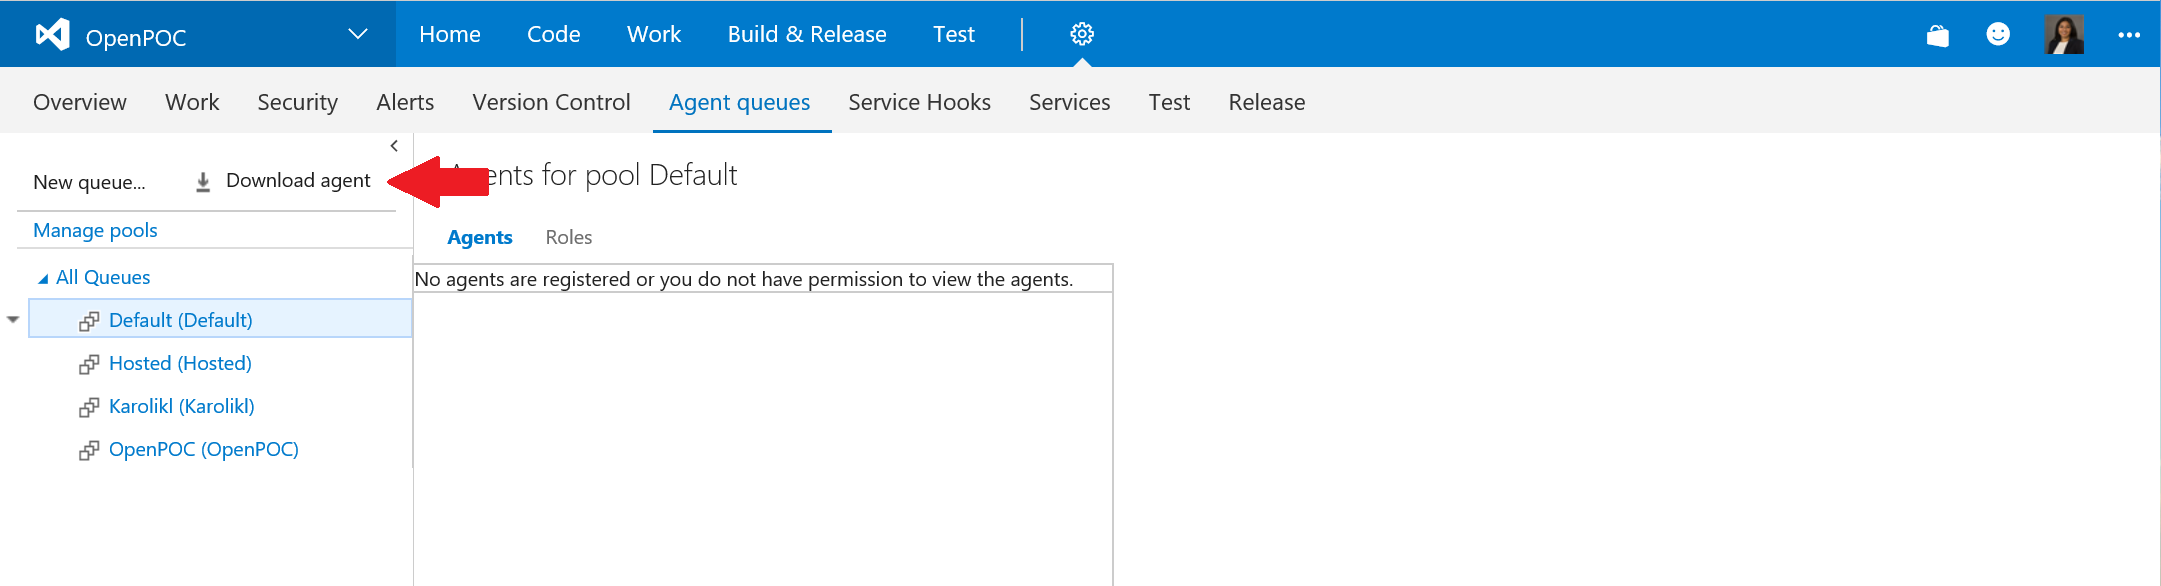 OpenPOC Home Code Work Build & Release Test
Overview Work Security Alerts Version Control Agent queues Service Hooks Services Test Release
New queue... Download agent
Manage pools
All Queues
Default (Default)
Hosted (Hosted)
Karolikl (Karolikl)
OpenPOC (OpenPOC)
Agents for pool Default
Agents Roles
No agents are registered or you do not have permission to view the agents.